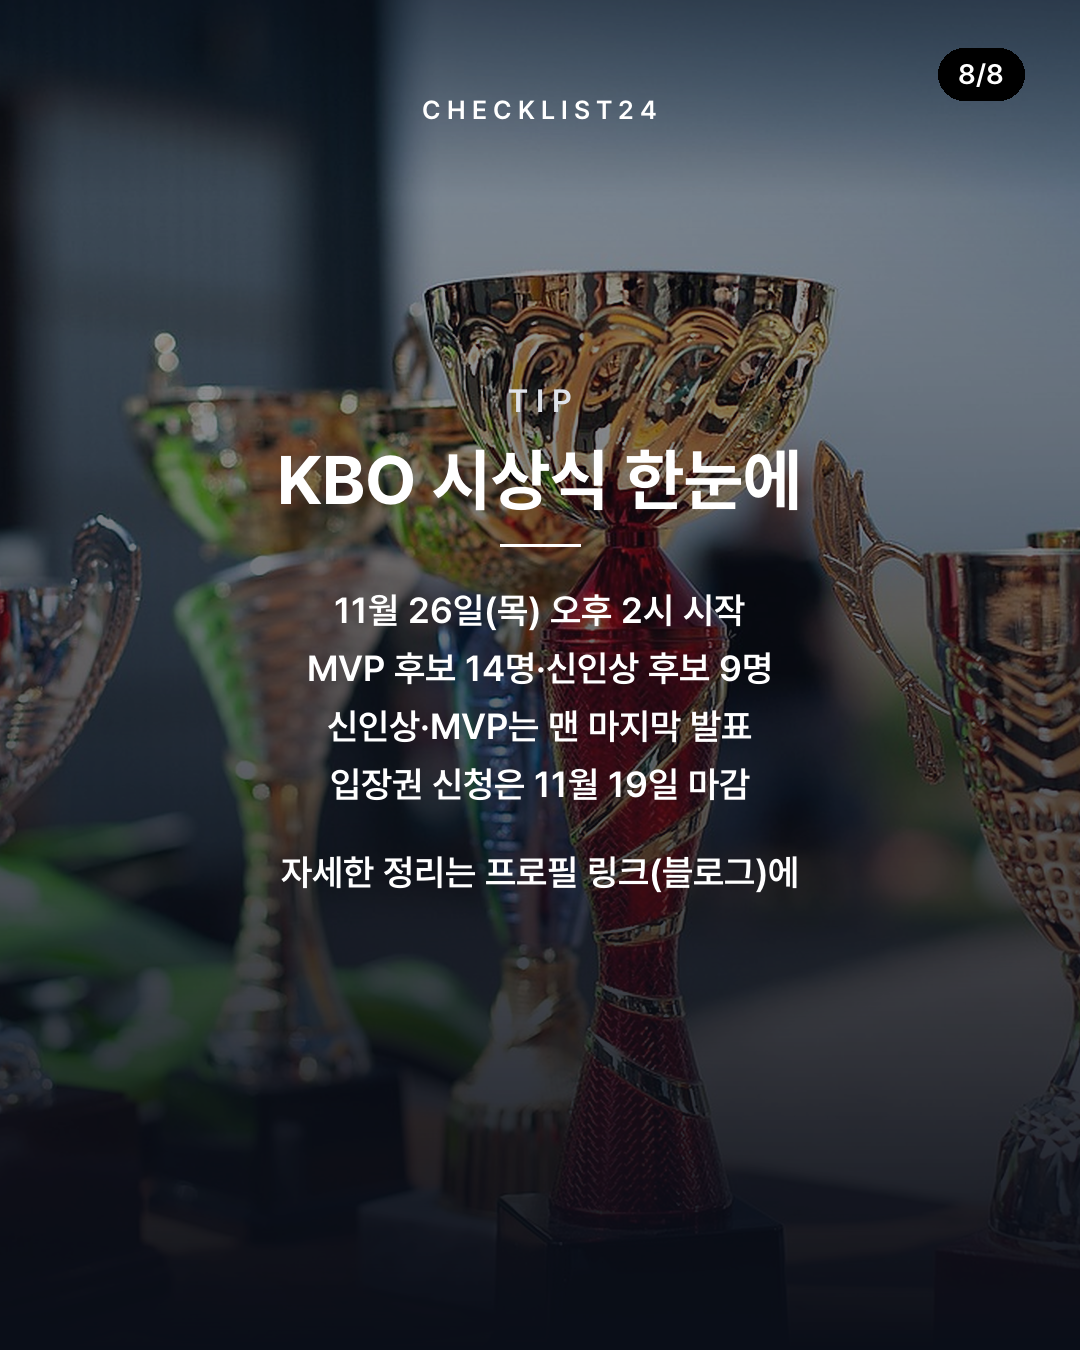 8/8
CHECKLIST24
TIP
KBO 시상식 한눈에
11월 26일(목) 오후 2시 시작
MVP 후보 14명·신인상 후보 9명
신인상·MVP는 맨 마지막 발표
입장권 신청은 11월 19일 마감
자세한 정리는 프로필 링크(블로그)에